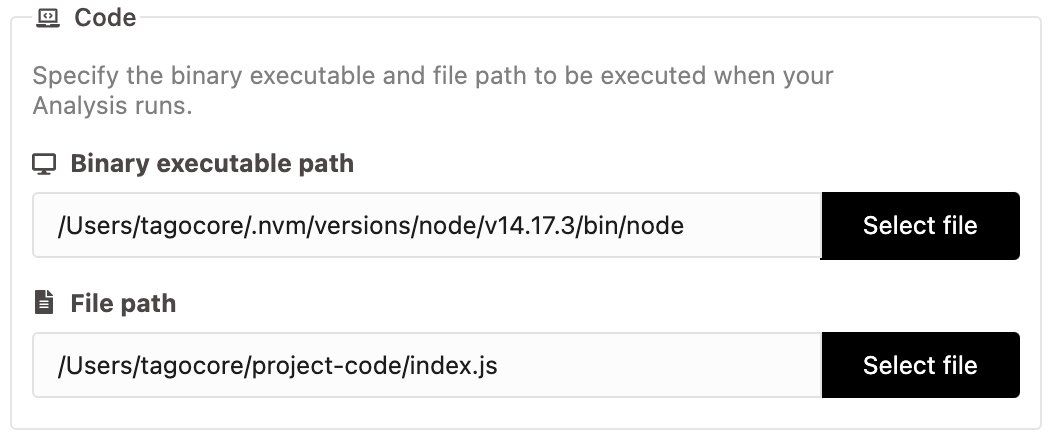 Code
Specify the binary executable and file path to be executed when your
Analysis runs.
Binary executable path
/Users/tagocore/.nvm/versions/node/v14.17.3/bin/node
Select file
File path
/Users/tagocore/project-code/index.js
Select file